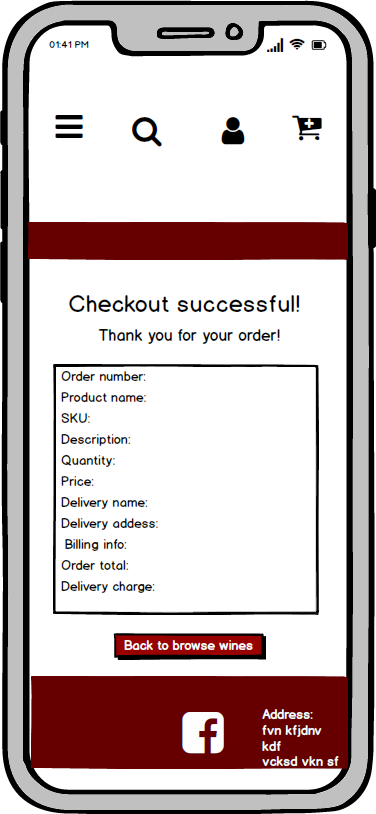 01:41 PM
Checkout successful!
Thank you for your order!
Order number:
Product name:
SKU:
Description:
Quantity:
Price:
Delivery name:
Delivery addess:
Billing info:
Order total:
Delivery charge:
Back to browse wines
Address:
fvn kfjdnv
kdf
vcksd vkn sf